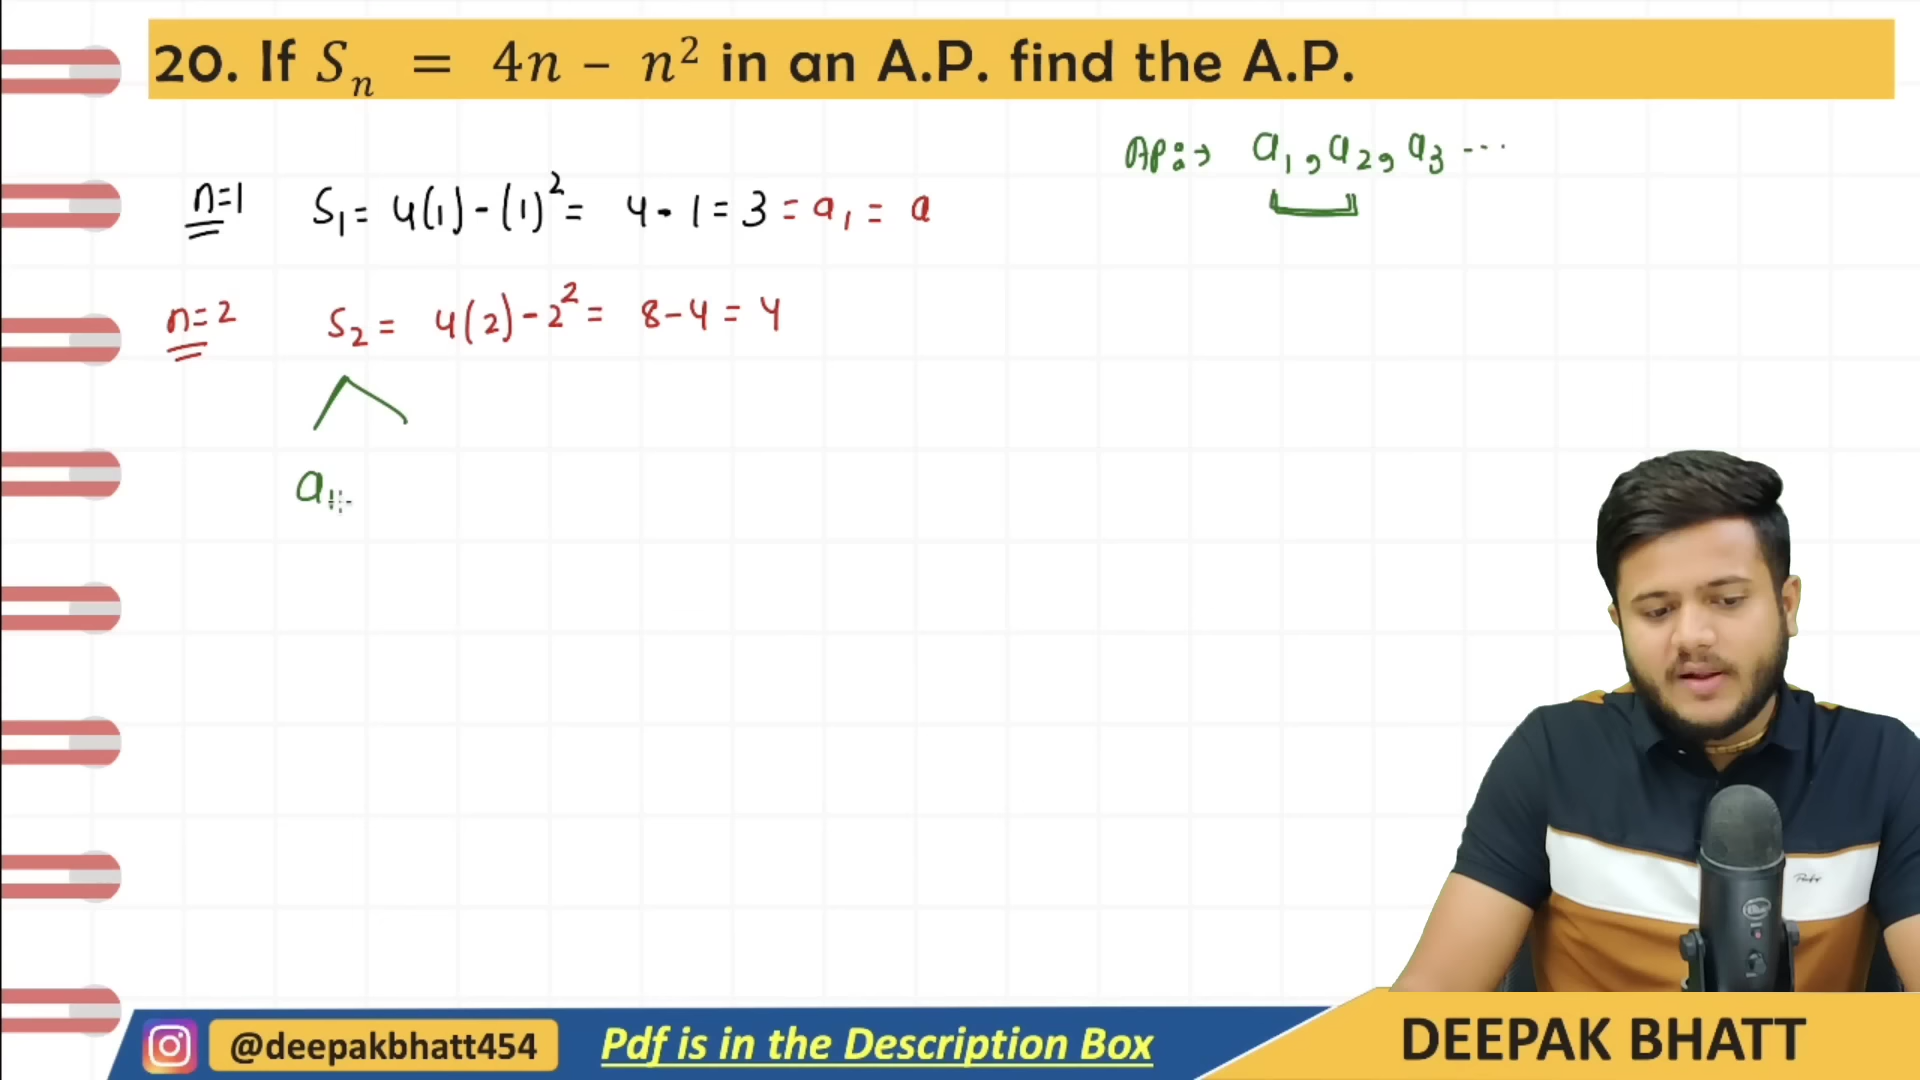 20. If Sₙ = 4n – n² in an A.P. find the A.P.
AP:→ a₁, a₂, a₃ ---
n=1 S₁= 4(1)-(1)²= 4-1=3 = a₁ = a
n=2 S₂ = 4(2)-2²= 8-4=4
a₁
@deepakbhatt454
Pdf is in the Description Box
DEEPAK BHATT